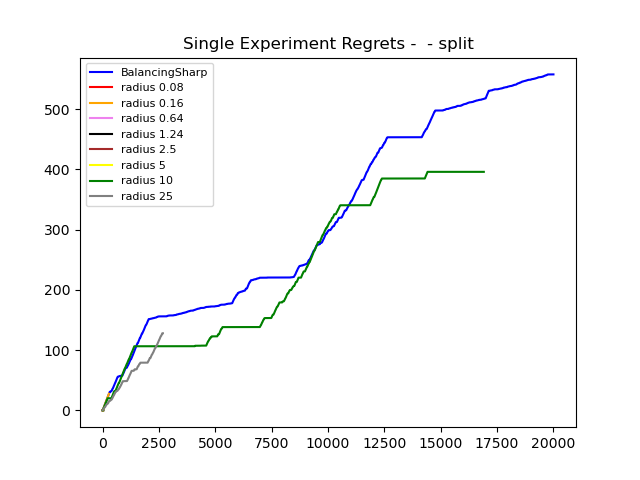 Single Experiment Regrets -  - split
BalancingSharp
radius 0.08
radius 0.16
radius 0.64
radius 1.24
radius 2.5
radius 5
radius 10
radius 25
500
400
300
200
100
0
0 2500 5000 7500 10000 12500 15000 17500 20000